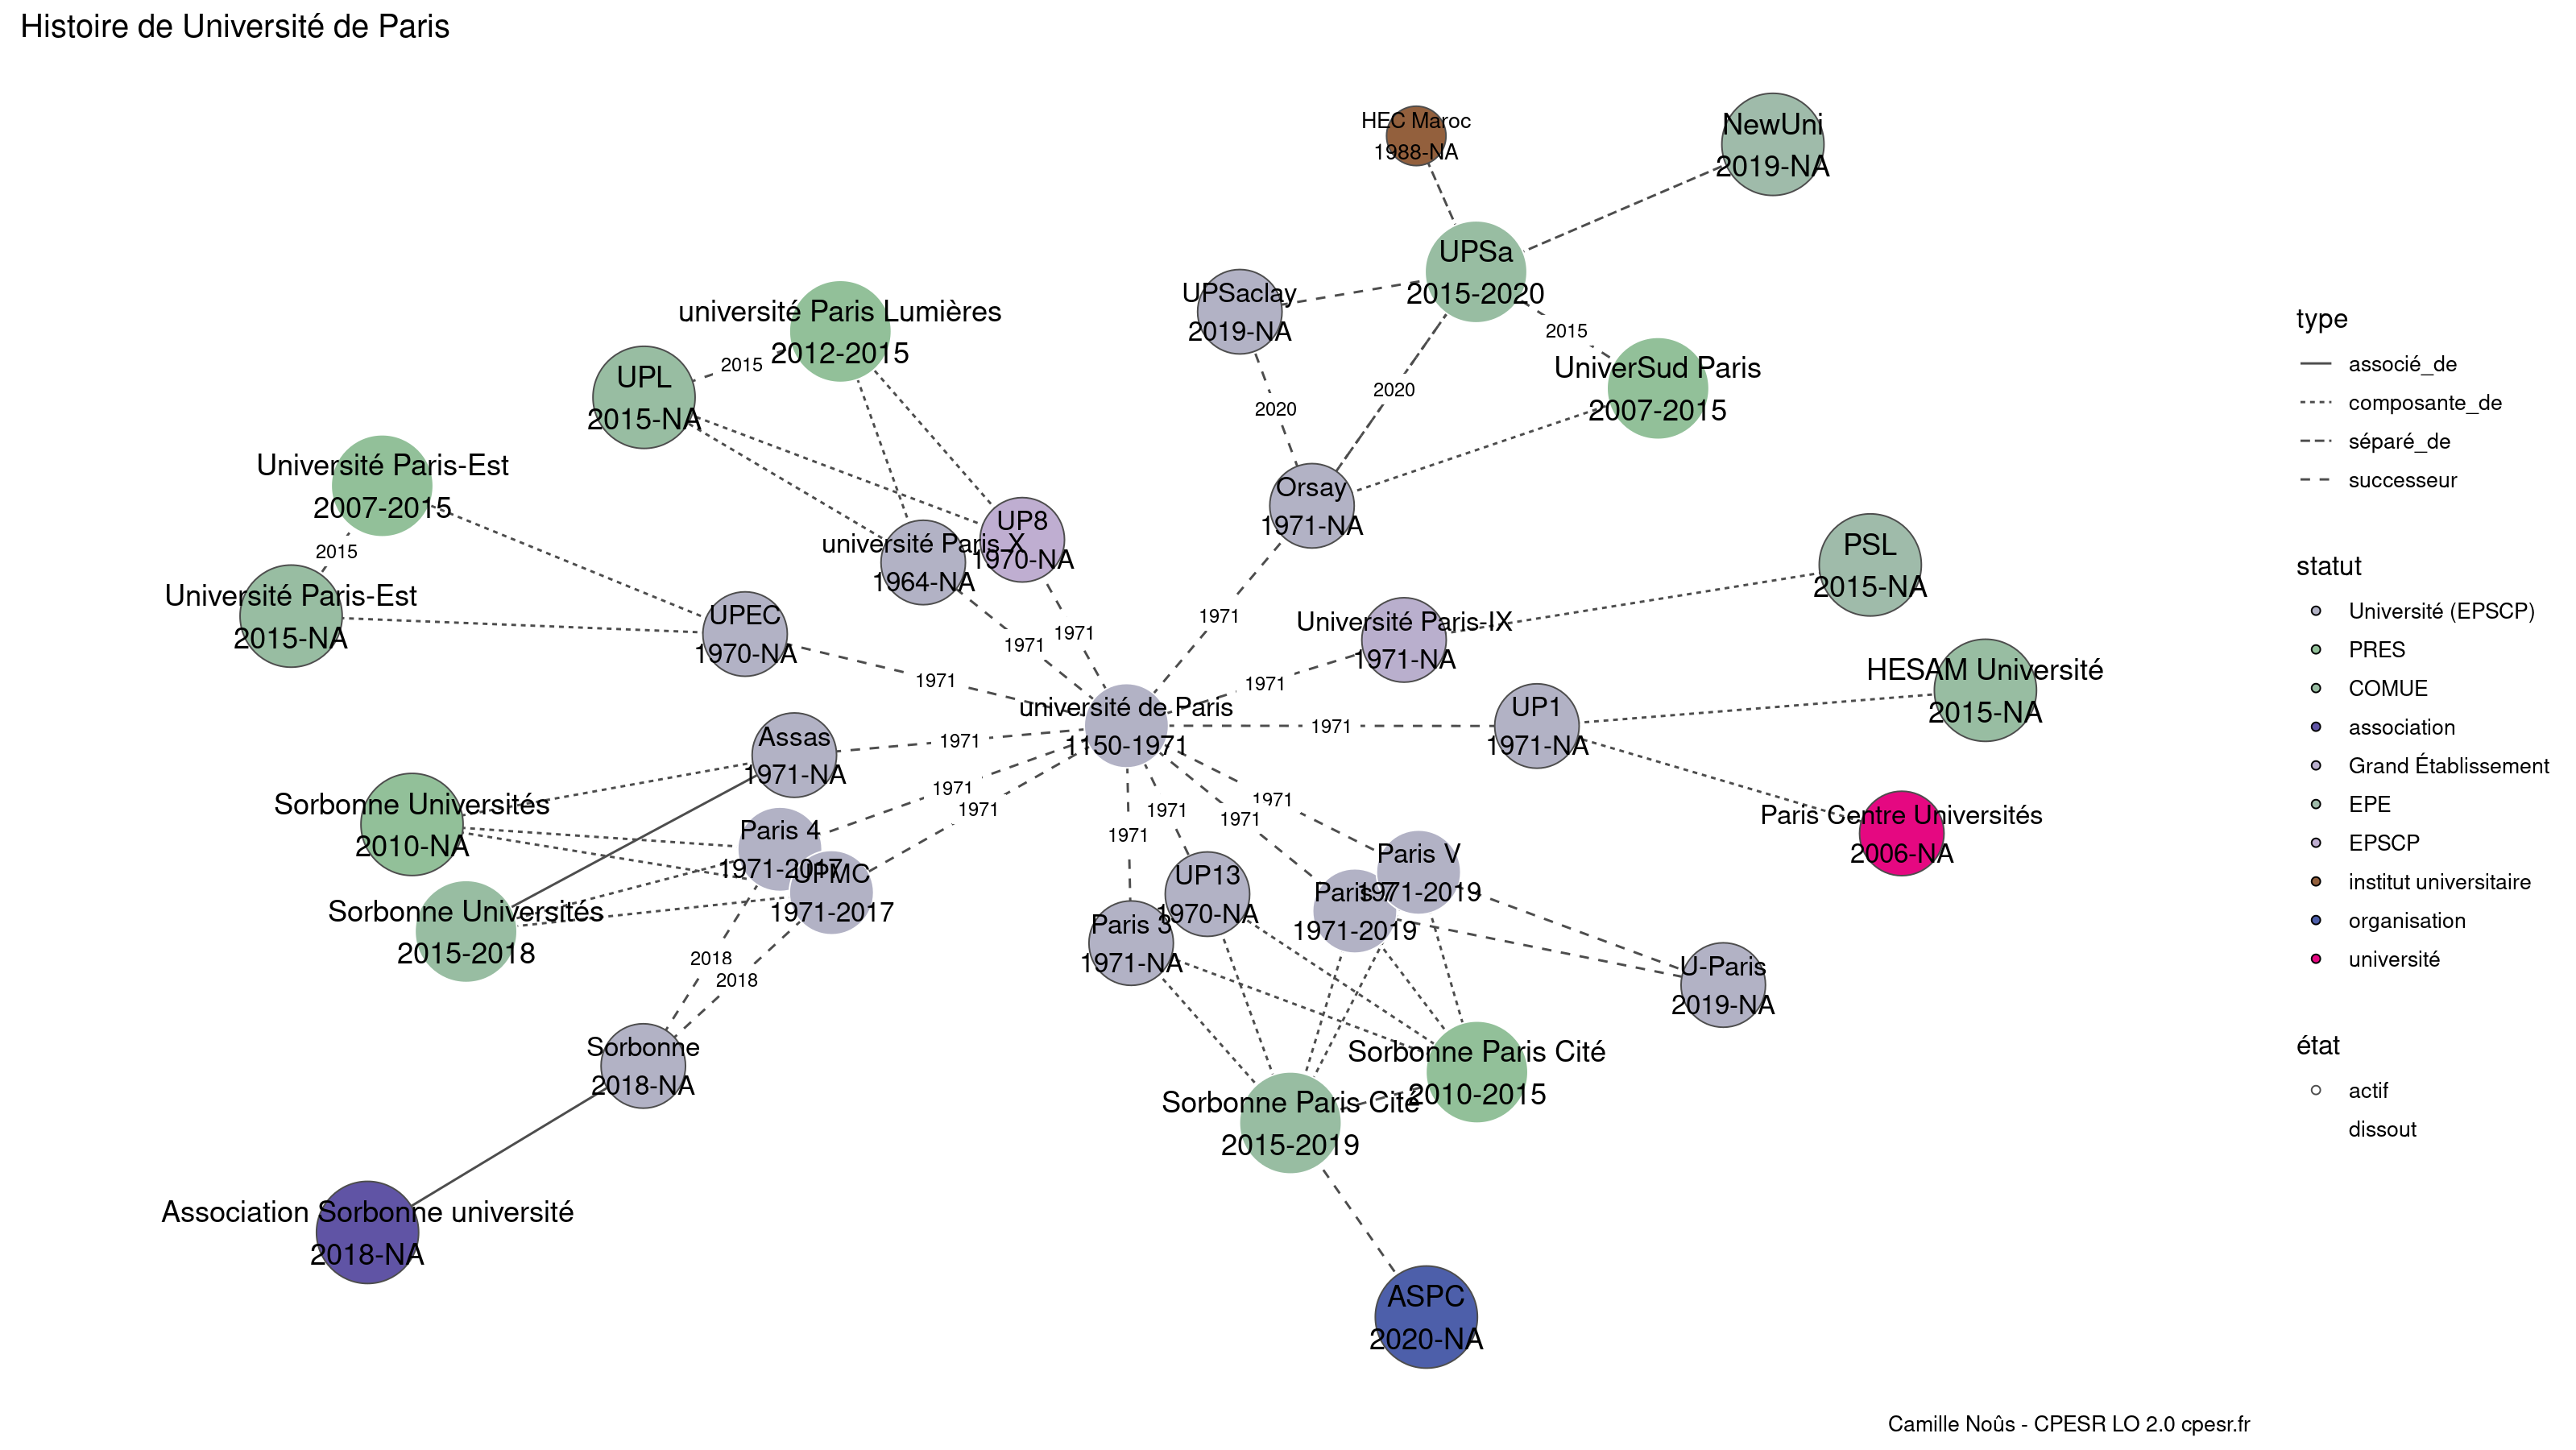 Histoire de Université de Paris
HEC Maroc
1988-NA
NewUni
2019-NA
UPSa
2015-2020
UPSaclay
2019-NA
université Paris Lumières
2012-2015
2015
UniverSud Paris
2007-2015
2015
UPL
2015-NA
2020
2020
Université Paris-Est
2007-2015
Orsay
1971-NA
UP8
1970-NA
université Paris X
1964-NA
2015
PSL
2015-NA
Université Paris-Est
2015-NA
UPEC
1970-NA
1971
1971
1971
Université Paris-IX
1971-NA
1971
1971
HESAM Université
2015-NA
université de Paris
1150-1971
UP1
1971-NA
1971
Assas
1971-NA
1971
1971
1971
Sorbonne Universités
2010-NA
Paris 4
1971-2017
UPMC
1971-2017
1971
1971
1971
1971
Paris Centre Universités
2006-NA
Paris V
1971-2019
Paris 7
1971-2019
UP13
1970-NA
Paris 3
1971-NA
Sorbonne Universités
2015-2018
2018
2018
U-Paris
2019-NA
Sorbonne
2018-NA
Sorbonne Paris Cité
2010-2015
Sorbonne Paris Cité
2015-2019
Association Sorbonne université
2018-NA
ASPC
2020-NA
type
associé_de
composante_de
séparé_de
successeur
statut
Université (EPSCP)
PRES
COMUE
association
Grand Établissement
EPE
EPSCP
institut universitaire
organisation
université
état
actif
dissout
Camille Noûs - CPESR LO 2.0 cpesr.fr